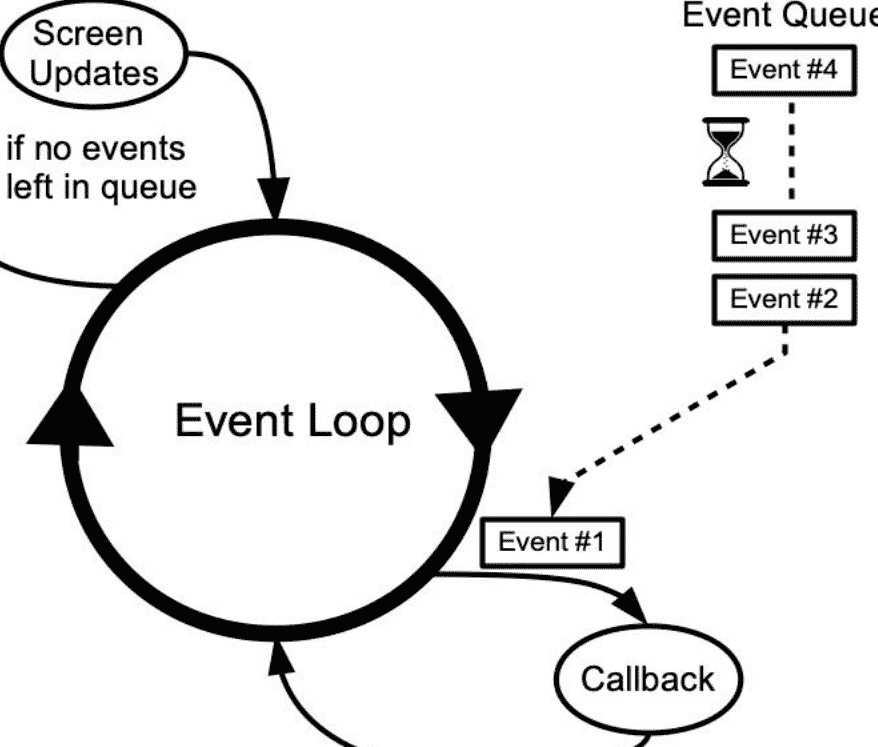 Screen
Updates
if no events
left in queue
Event Queue
Event #4
Event #3
Event #2
Event Loop
Event #1
Callback